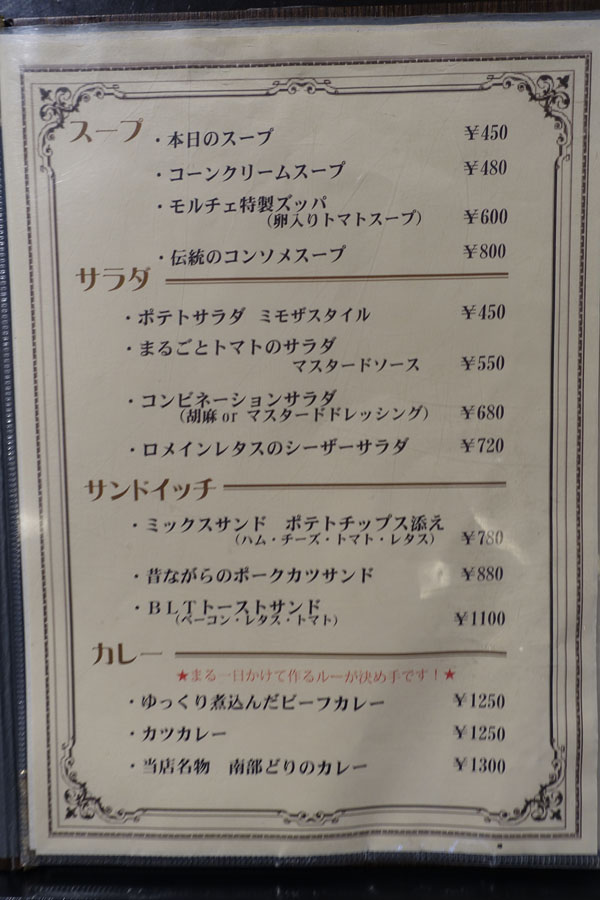 スープ ・本日のスープ ￥450
・コーンクリームスープ ￥480
・モルチェ特製ズッパ
（卵入りトマトスープ） ￥600
・伝統のコンソメスープ ￥800
サラダ
・ポテトサラダ ミモザスタイル ￥450
・まるごとトマトのサラダ
マスタードソース ￥550
・コンビネーションサラダ
（胡麻 or マスタードドレッシング） ￥680
・ロメインレタスのシーザーサラダ ￥720
サンドイッチ
・ミックスサンド ポテトチップス添え
（ハム・チーズ・トマト・レタス） ￥780
・昔ながらのポークカツサンド ￥880
・ＢＬＴトーストサンド
（ベーコン・レタス・トマト） ￥1100
カレー
★まる一日かけて作るルーが決め手です！★
・ゆっくり煮込んだビーフカレー ￥1250
・カツカレー ￥1250
・当店名物 南部どりのカレー ￥1300